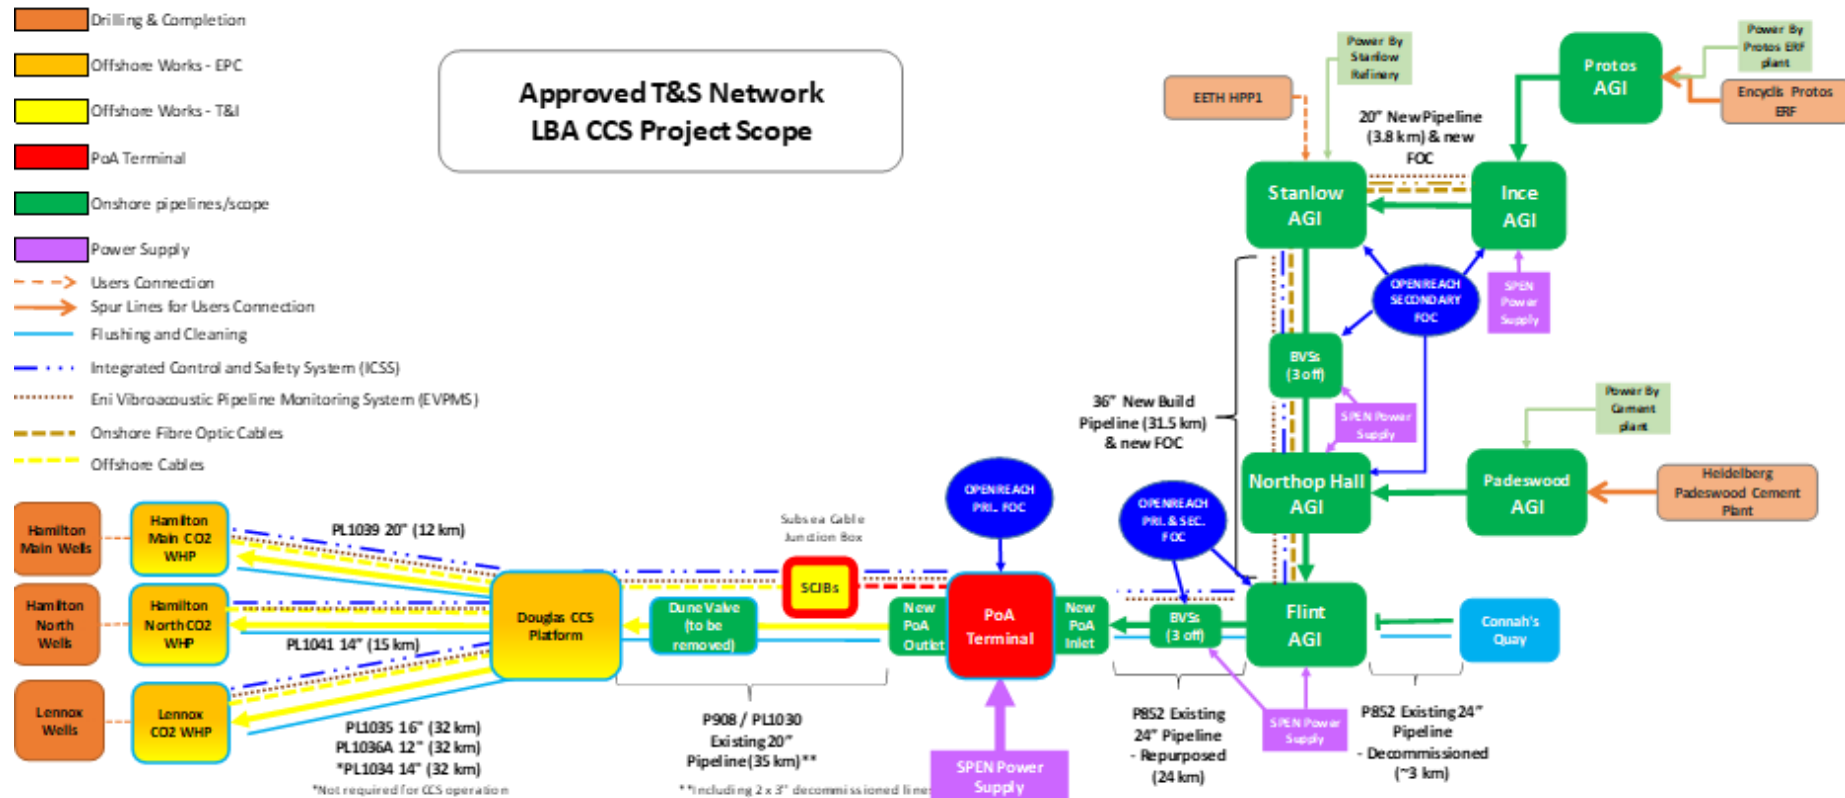 Drilling & Completion
Offshore Works - EPC
Offshore Works - T&I
PoA Terminal
Onshore pipelines/scope
Power Supply
Users Connection
Spur Lines for Users Connection
Flushing and Cleaning
Integrated Control and Safety System (ICSS)
Eni Vibroacoustic Pipeline Monitoring System (EVPMS)
Onshore Fibre Optic Cables
Offshore Cables
Approved T&S Network
LBA CCS Project Scope
Power By
Stanlow
Refinery
Power By
Protos ERF
plant
Protos
AGI
Encyclis Protos
ERF
EETH HPP1
20" New Pipeline
(3.8 km) & new
FOC
Stanlow
AGI
Ince
AGI
OPENREACH
SECONDARY
FOC
SPEN
Power
Supply
BVSs
(3 off)
36" New Build
Pipeline (31.5 km)
& new FOC
SPEN Power
Supply
Power By
Cement
plant
Northop Hall
AGI
Padeswood
AGI
Heidelberg
Padeswood Cement
Plant
OPENREACH
PRI. FOC
OPENREACH
PRI. & SEC.
FOC
Subsea Cable
Junction Box
SCJBs
Hamilton
Main Wells
Hamilton
Main CO2
WHP
PL1039 20" (12 km)
Hamilton
North
Wells
Hamilton
North CO2
WHP
PL1041 14" (15 km)
Douglas CCS
Platform
Dune Valve
(to be
removed)
New
PoA
Outlet
PoA
Terminal
New
PoA
Inlet
BVSs
(3 off)
Flint
AGI
Connah's
Quay
Lennox
Wells
Lennox
CO2 WHP
PL1035 16" (32 km)
PL1036A 12" (32 km)
*PL1034 14" (32 km)
*Not required for CCS operation
P908 / PL1030
Existing 20"
Pipeline (35 km)**
**Including 2 x 3" decommissioned lines
SPEN Power
Supply
P852 Existing
24" Pipeline
- Repurposed
(24 km)
SPEN Power
Supply
P852 Existing 24"
Pipeline
- Decommissioned
(~3 km)